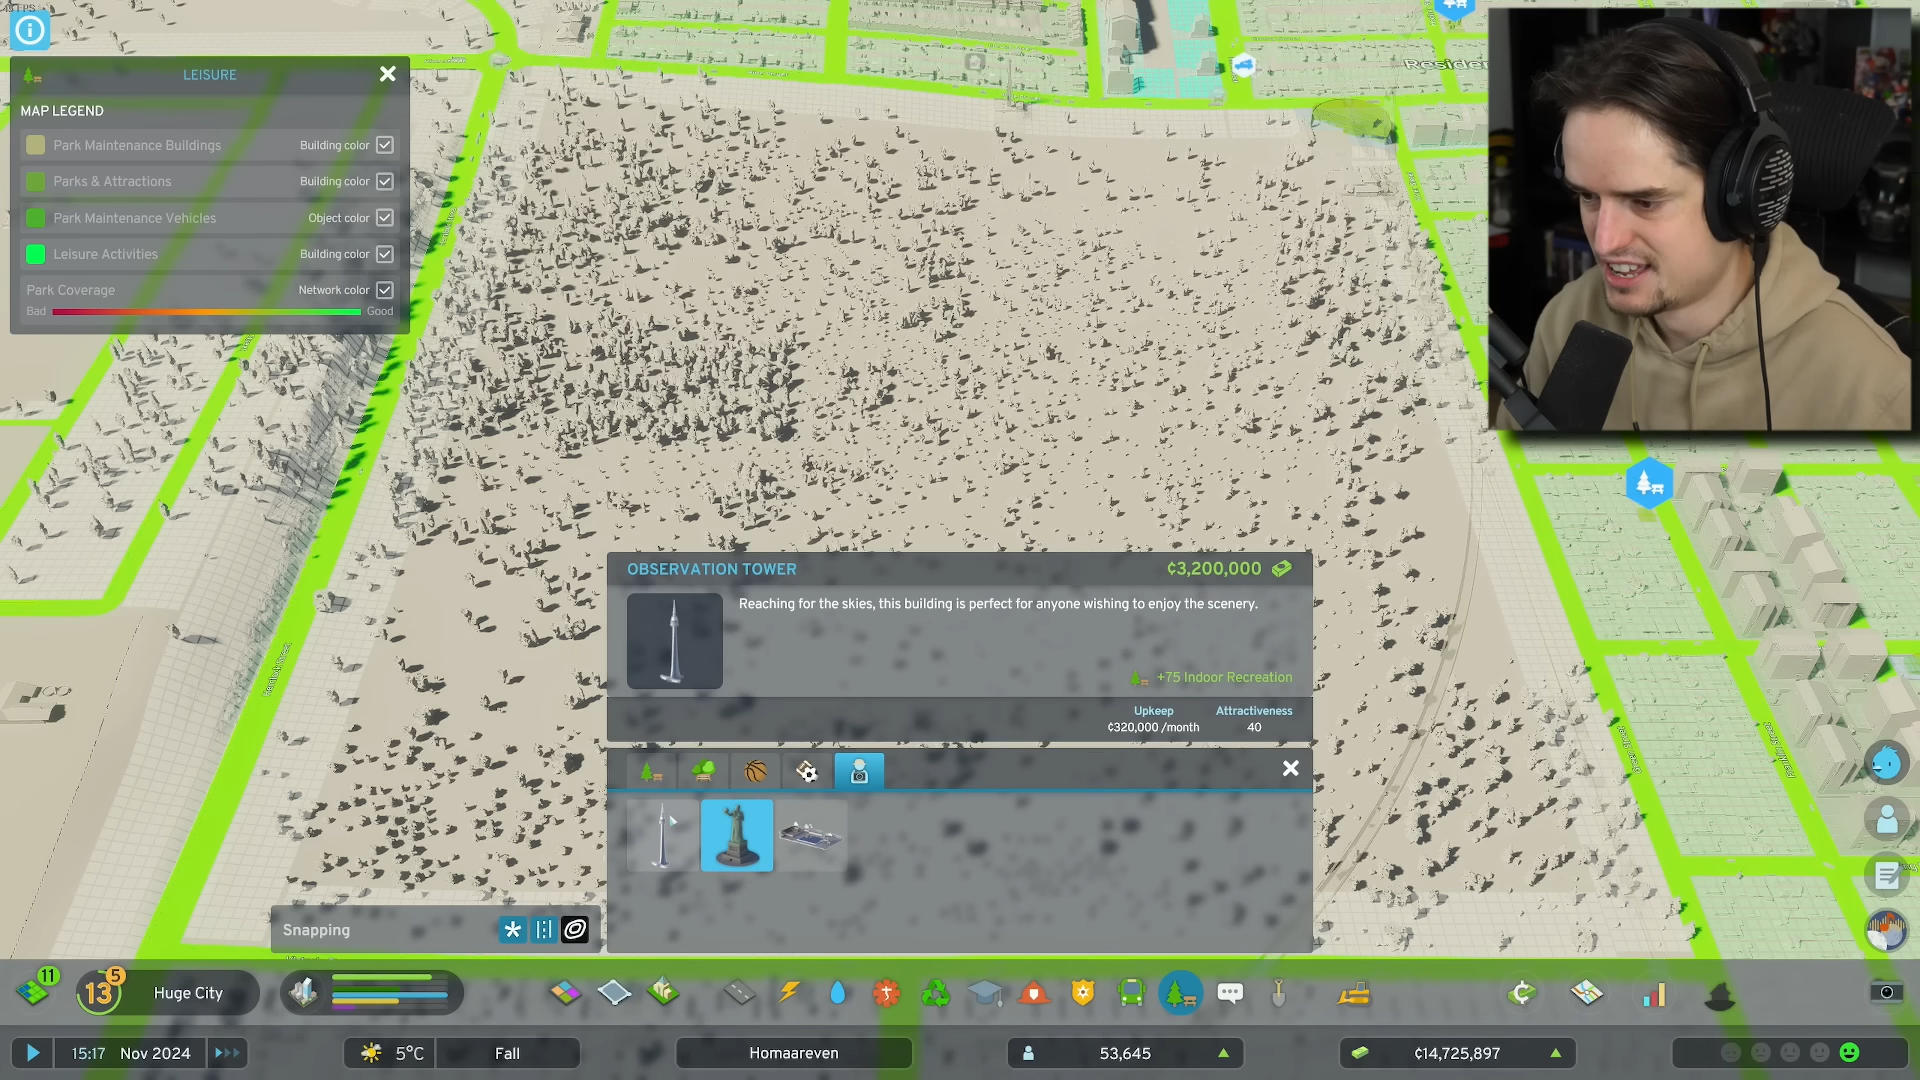 LEISURE
MAP LEGEND
Park Maintenance Buildings Building color
Parks & Attractions Building color
Park Maintenance Vehicles Object color
Leisure Activities Building color
Park Coverage Network color
Bad Good
OBSERVATION TOWER ¢3,200,000
Reaching for the skies, this building is perfect for anyone wishing to enjoy the scenery.
+75 Indoor Recreation
Upkeep Attractiveness
¢320,000 /month 40
Snapping
11
13 5 Huge City
15:17 Nov 2024 5°C Fall Homaareven 53,645 ¢14,725,897